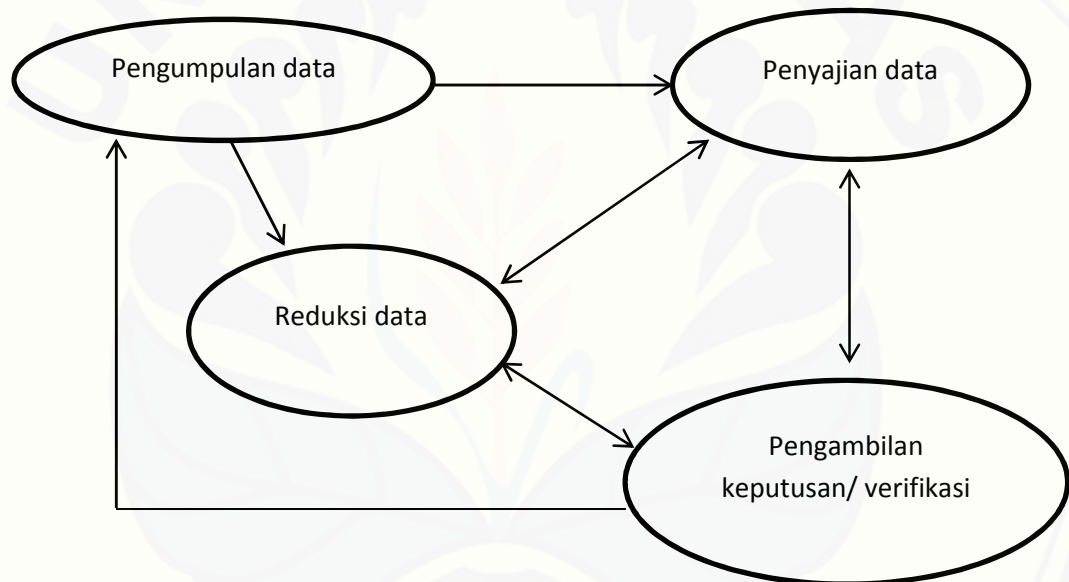 Pengumpulan data
Penyajian data
Reduksi data
Pengambilan
keputusan/ verifikasi